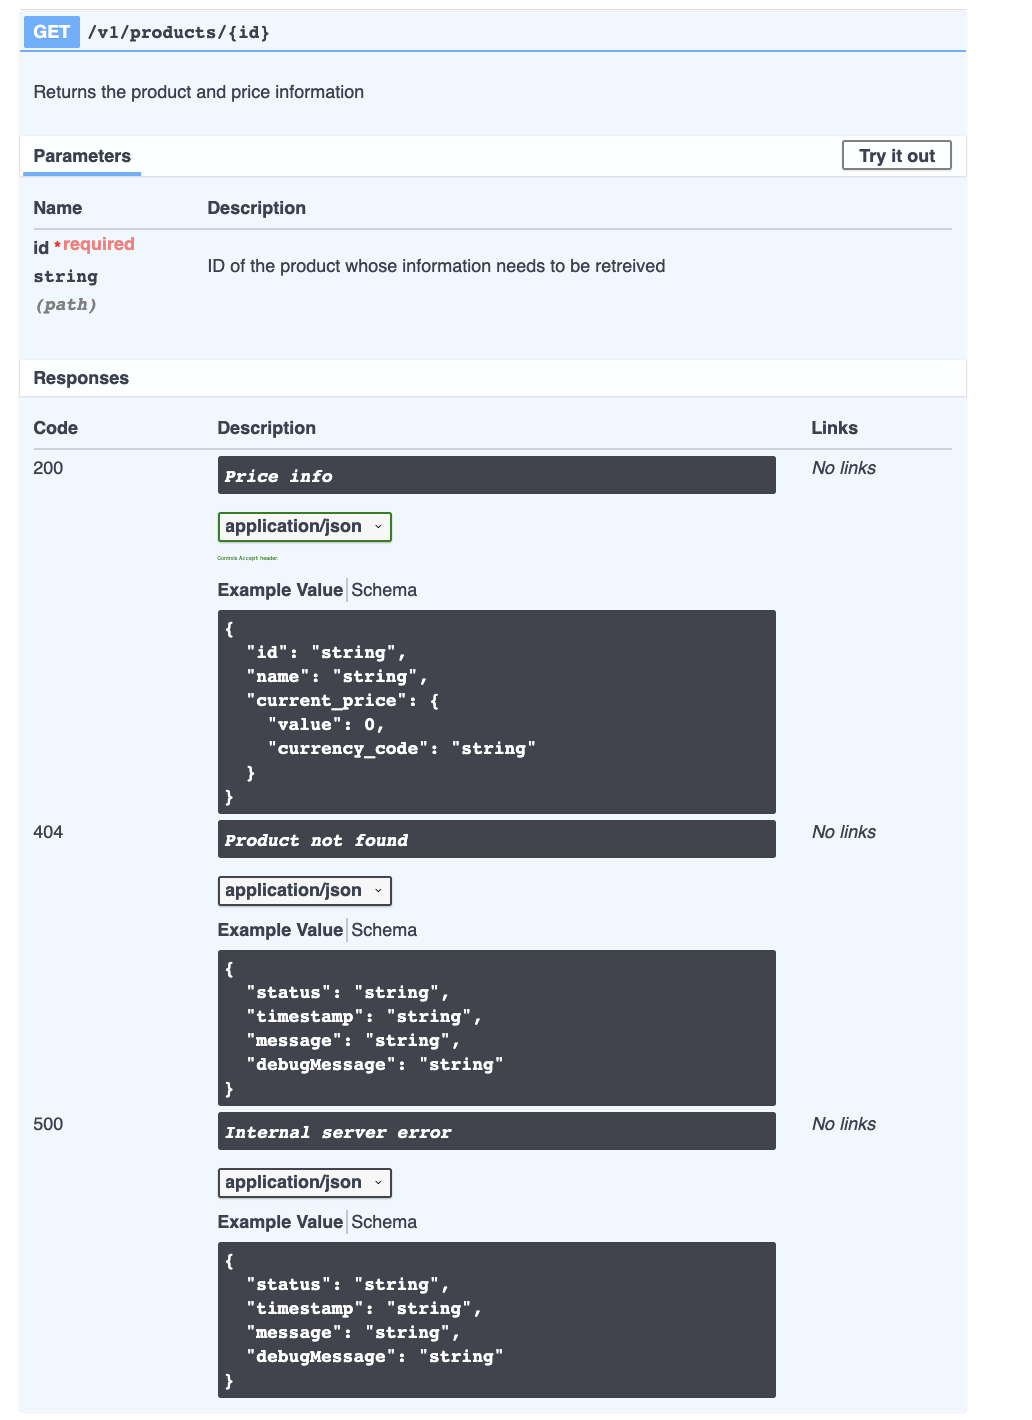 GET /v1/products/{id}
Returns the product and price information
Parameters Try it out
Name Description
id * required
string
(path)
ID of the product whose information needs to be retreived
Responses
Code Description Links
200 Price info No links
application/json
Controls Accept header.
Example Value Schema
{
  "id": "string",
  "name": "string",
  "current_price": {
    "value": 0,
    "currency_code": "string"
  }
}
404 Product not found No links
application/json
Example Value Schema
{
  "status": "string",
  "timestamp": "string",
  "message": "string",
  "debugMessage": "string"
}
500 Internal server error No links
application/json
Example Value Schema
{
  "status": "string",
  "timestamp": "string",
  "message": "string",
  "debugMessage": "string"
}